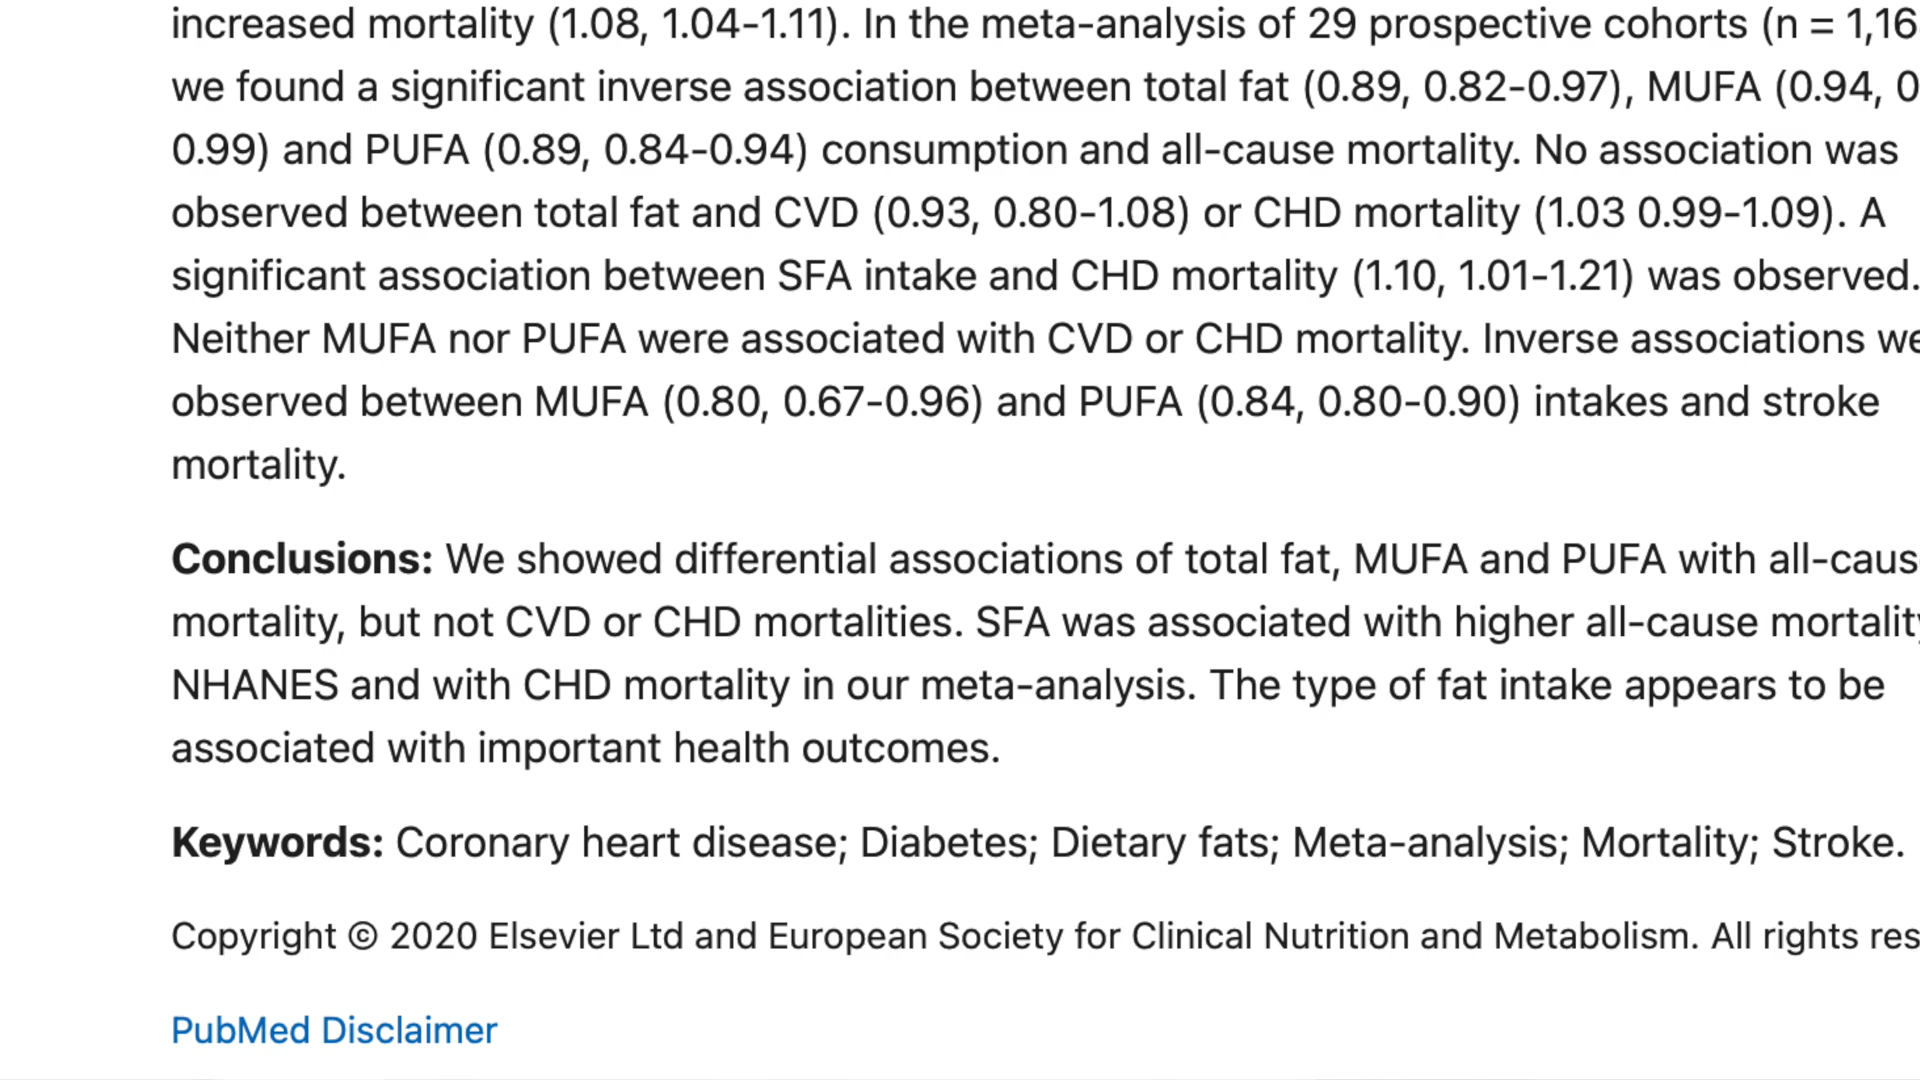 increased mortality (1.08, 1.04-1.11). In the meta-analysis of 29 prospective cohorts (n = 1,16
we found a significant inverse association between total fat (0.89, 0.82-0.97), MUFA (0.94, 0
0.99) and PUFA (0.89, 0.84-0.94) consumption and all-cause mortality. No association was
observed between total fat and CVD (0.93, 0.80-1.08) or CHD mortality (1.03 0.99-1.09). A
significant association between SFA intake and CHD mortality (1.10, 1.01-1.21) was observed.
Neither MUFA nor PUFA were associated with CVD or CHD mortality. Inverse associations we
observed between MUFA (0.80, 0.67-0.96) and PUFA (0.84, 0.80-0.90) intakes and stroke
mortality.
Conclusions: We showed differential associations of total fat, MUFA and PUFA with all-caus
mortality, but not CVD or CHD mortalities. SFA was associated with higher all-cause mortality
NHANES and with CHD mortality in our meta-analysis. The type of fat intake appears to be
associated with important health outcomes.
Keywords: Coronary heart disease; Diabetes; Dietary fats; Meta-analysis; Mortality; Stroke.
Copyright © 2020 Elsevier Ltd and European Society for Clinical Nutrition and Metabolism. All rights res
PubMed Disclaimer